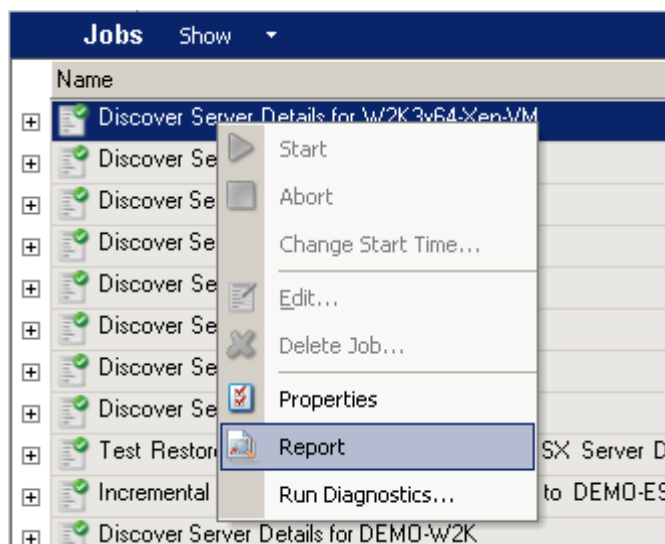 Jobs Show
Name
Discover Server Details for W2K3x64-Xen-VM
Start
Discover Se
Abort
Discover Se
Discover Se
Change Start Time...
Discover Se
Edit...
Discover Se
Delete Job...
Discover Se
Properties
Discover Se
Report
Test Restor SX Server D
Run Diagnostics...
Incremental to DEMO-ES
Discover Server Details for DEMO-W2K